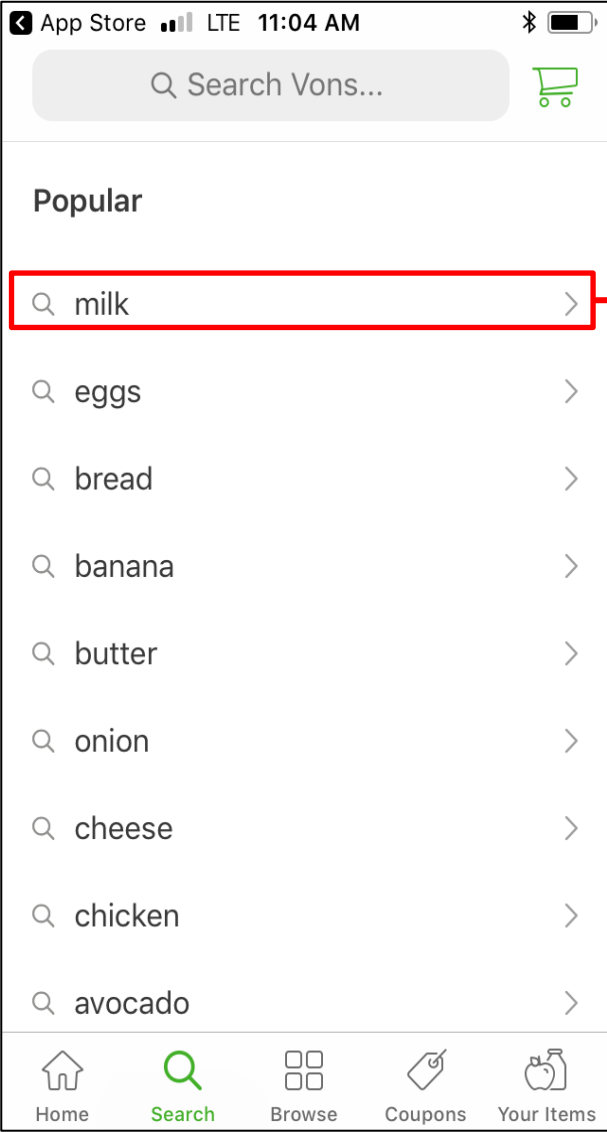 App Store LTE 11:04 AM
Search Vons...
Popular
milk
eggs
bread
banana
butter
onion
cheese
chicken
avocado
Home Search Browse Coupons Your Items